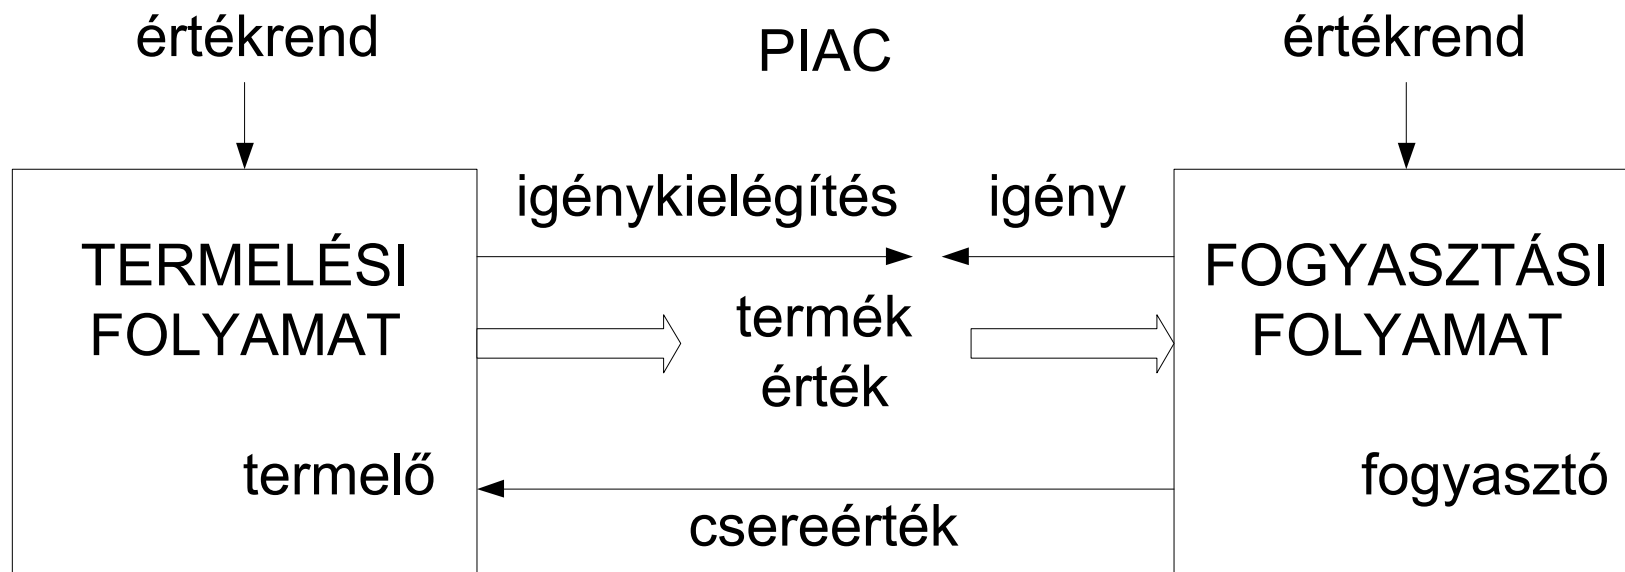 értékrend
PIAC
értékrend
igénykielégítés
igény
TERMELÉSI
FOLYAMAT
termék
érték
FOGYASZTÁSI
FOLYAMAT
termelő
fogyasztó
csereérték